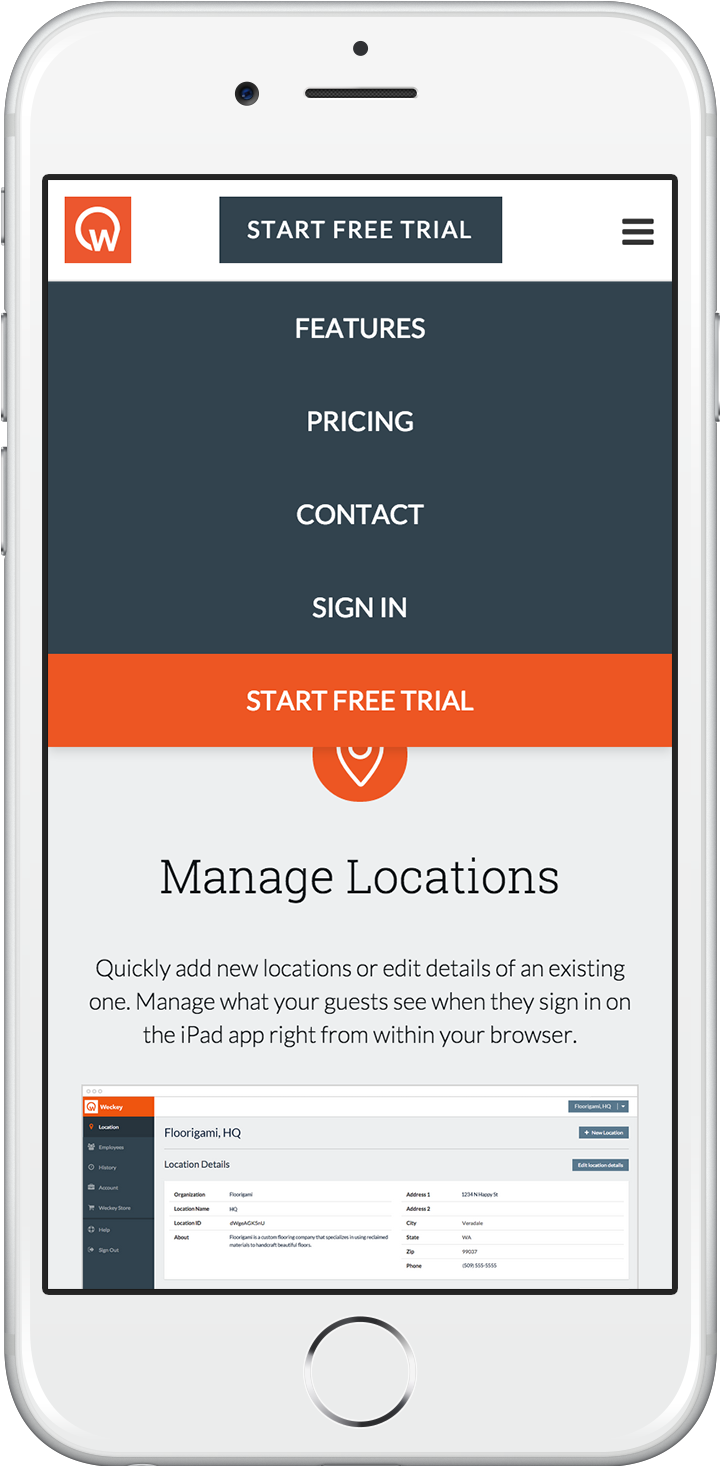 W
START FREE TRIAL
FEATURES
PRICING
CONTACT
SIGN IN
START FREE TRIAL
Manage Locations
Quickly add new locations or edit details of an existing
one. Manage what your guests see when they sign in on
the iPad app right from within your browser.
W Weckey
Floorigami, HQ
Location
Floorigami, HQ
+ New Location
Employees
Location Details
Edit location details
History
Account
Weckey Store
Help
Sign Out
Organization Floorigami
Location Name HQ
Location ID dWgeAGK5nU
About Floorigami is a custom flooring company that specializes in using reclaimed
materials to handcraft beautiful floors.
Address 1 1234 N Happy St
Address 2
City Veradale
State WA
Zip 99037
Phone (509) 555-5555